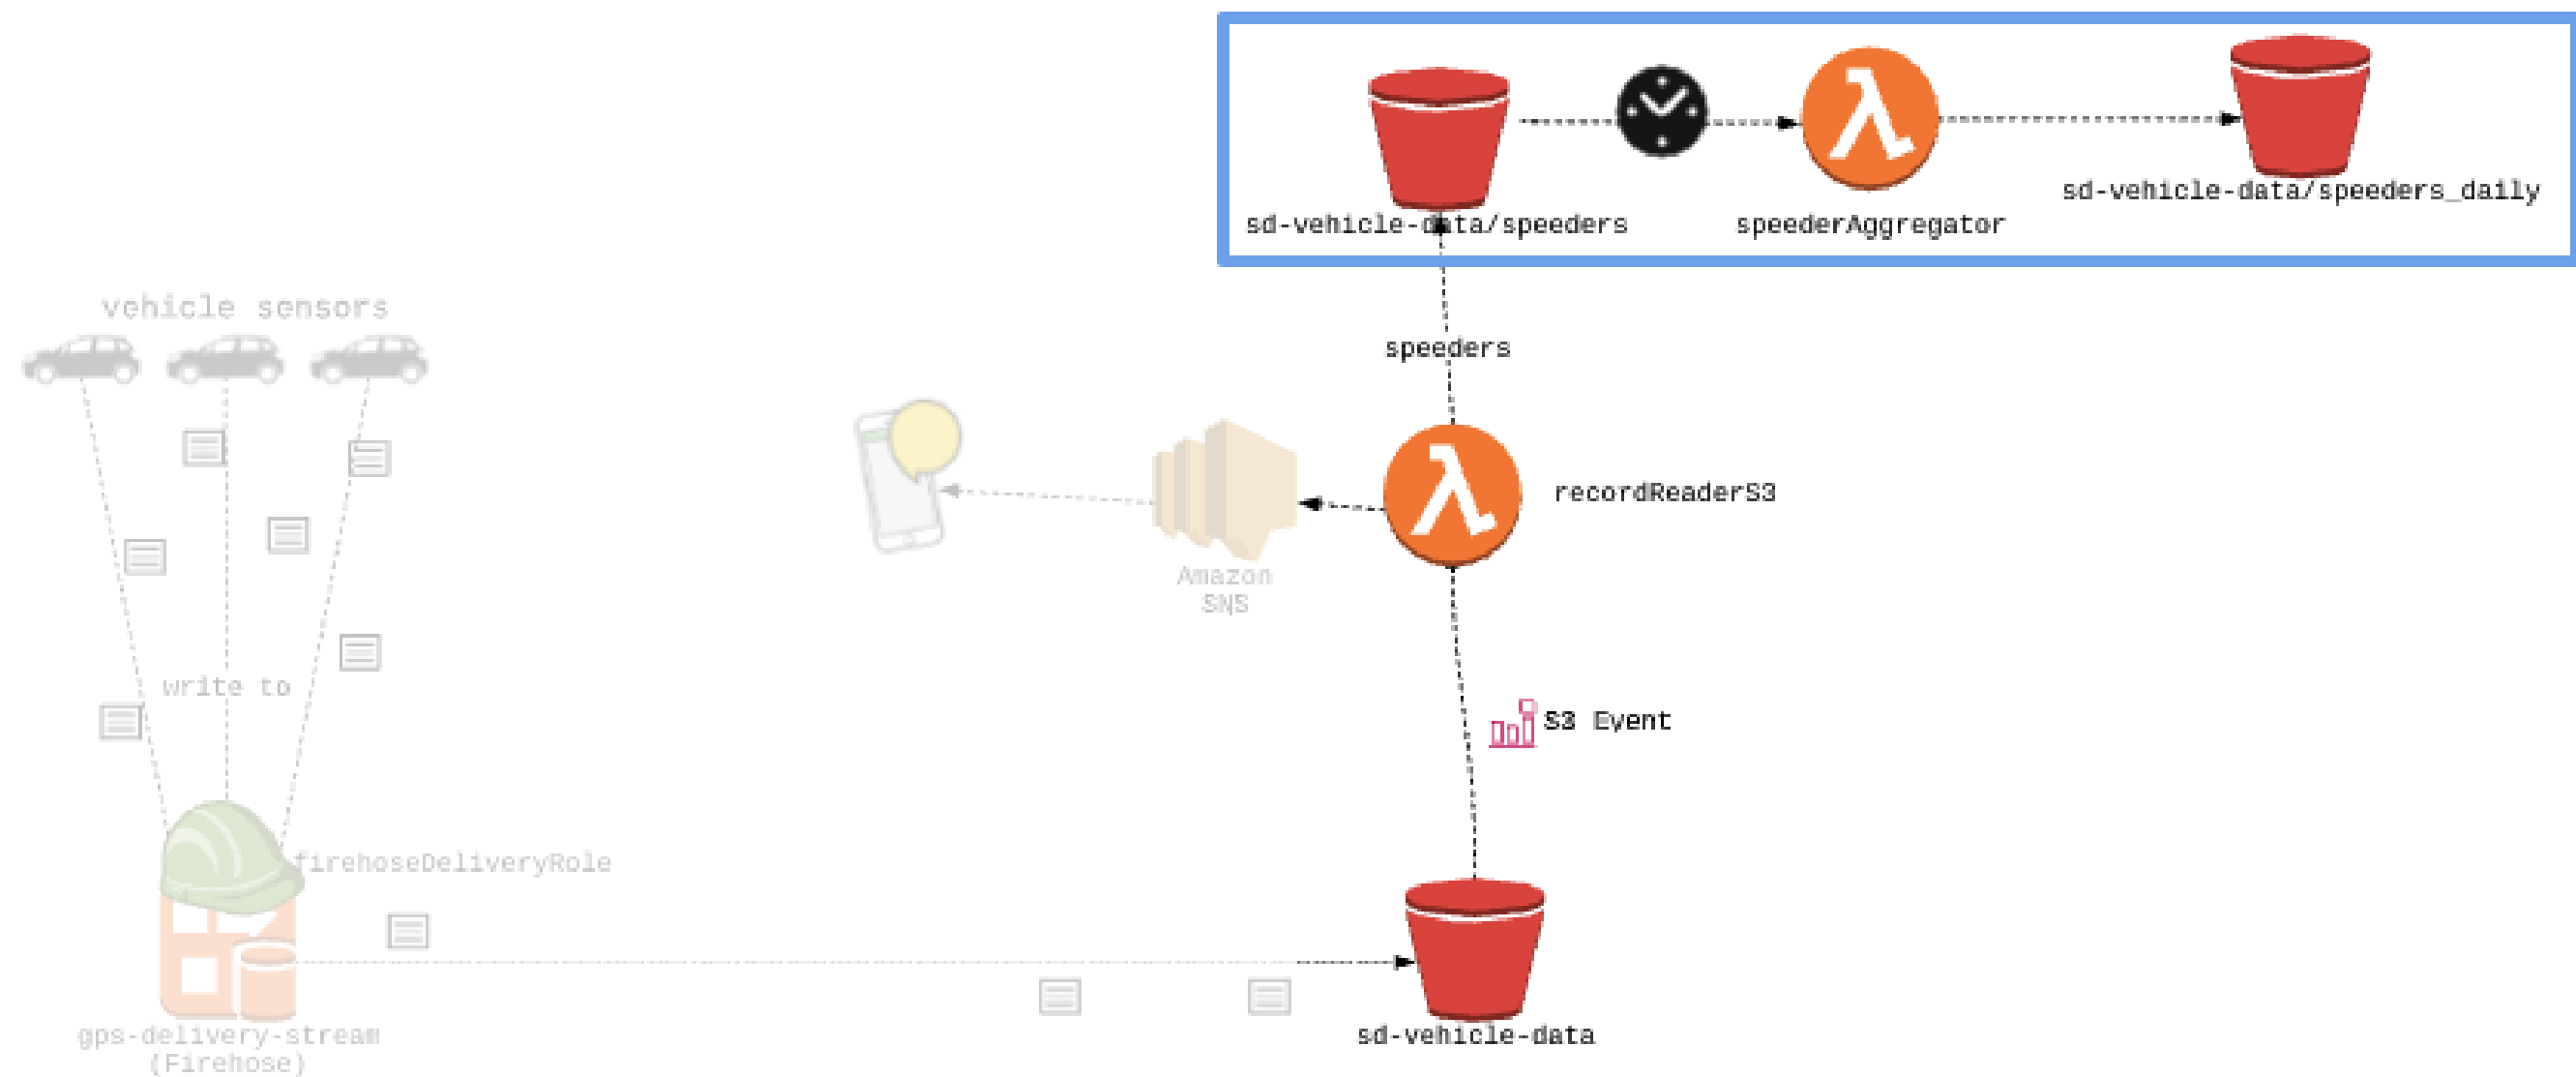 sd-vehicle-data/speeders
speederAggregator
sd-vehicle-data/speeders_daily
vehicle sensors
speeders
recordReaderS3
Amazon
SNS
write to
S3 Event
firehoseDeliveryRole
gps-delivery-stream
(Firehose)
sd-vehicle-data